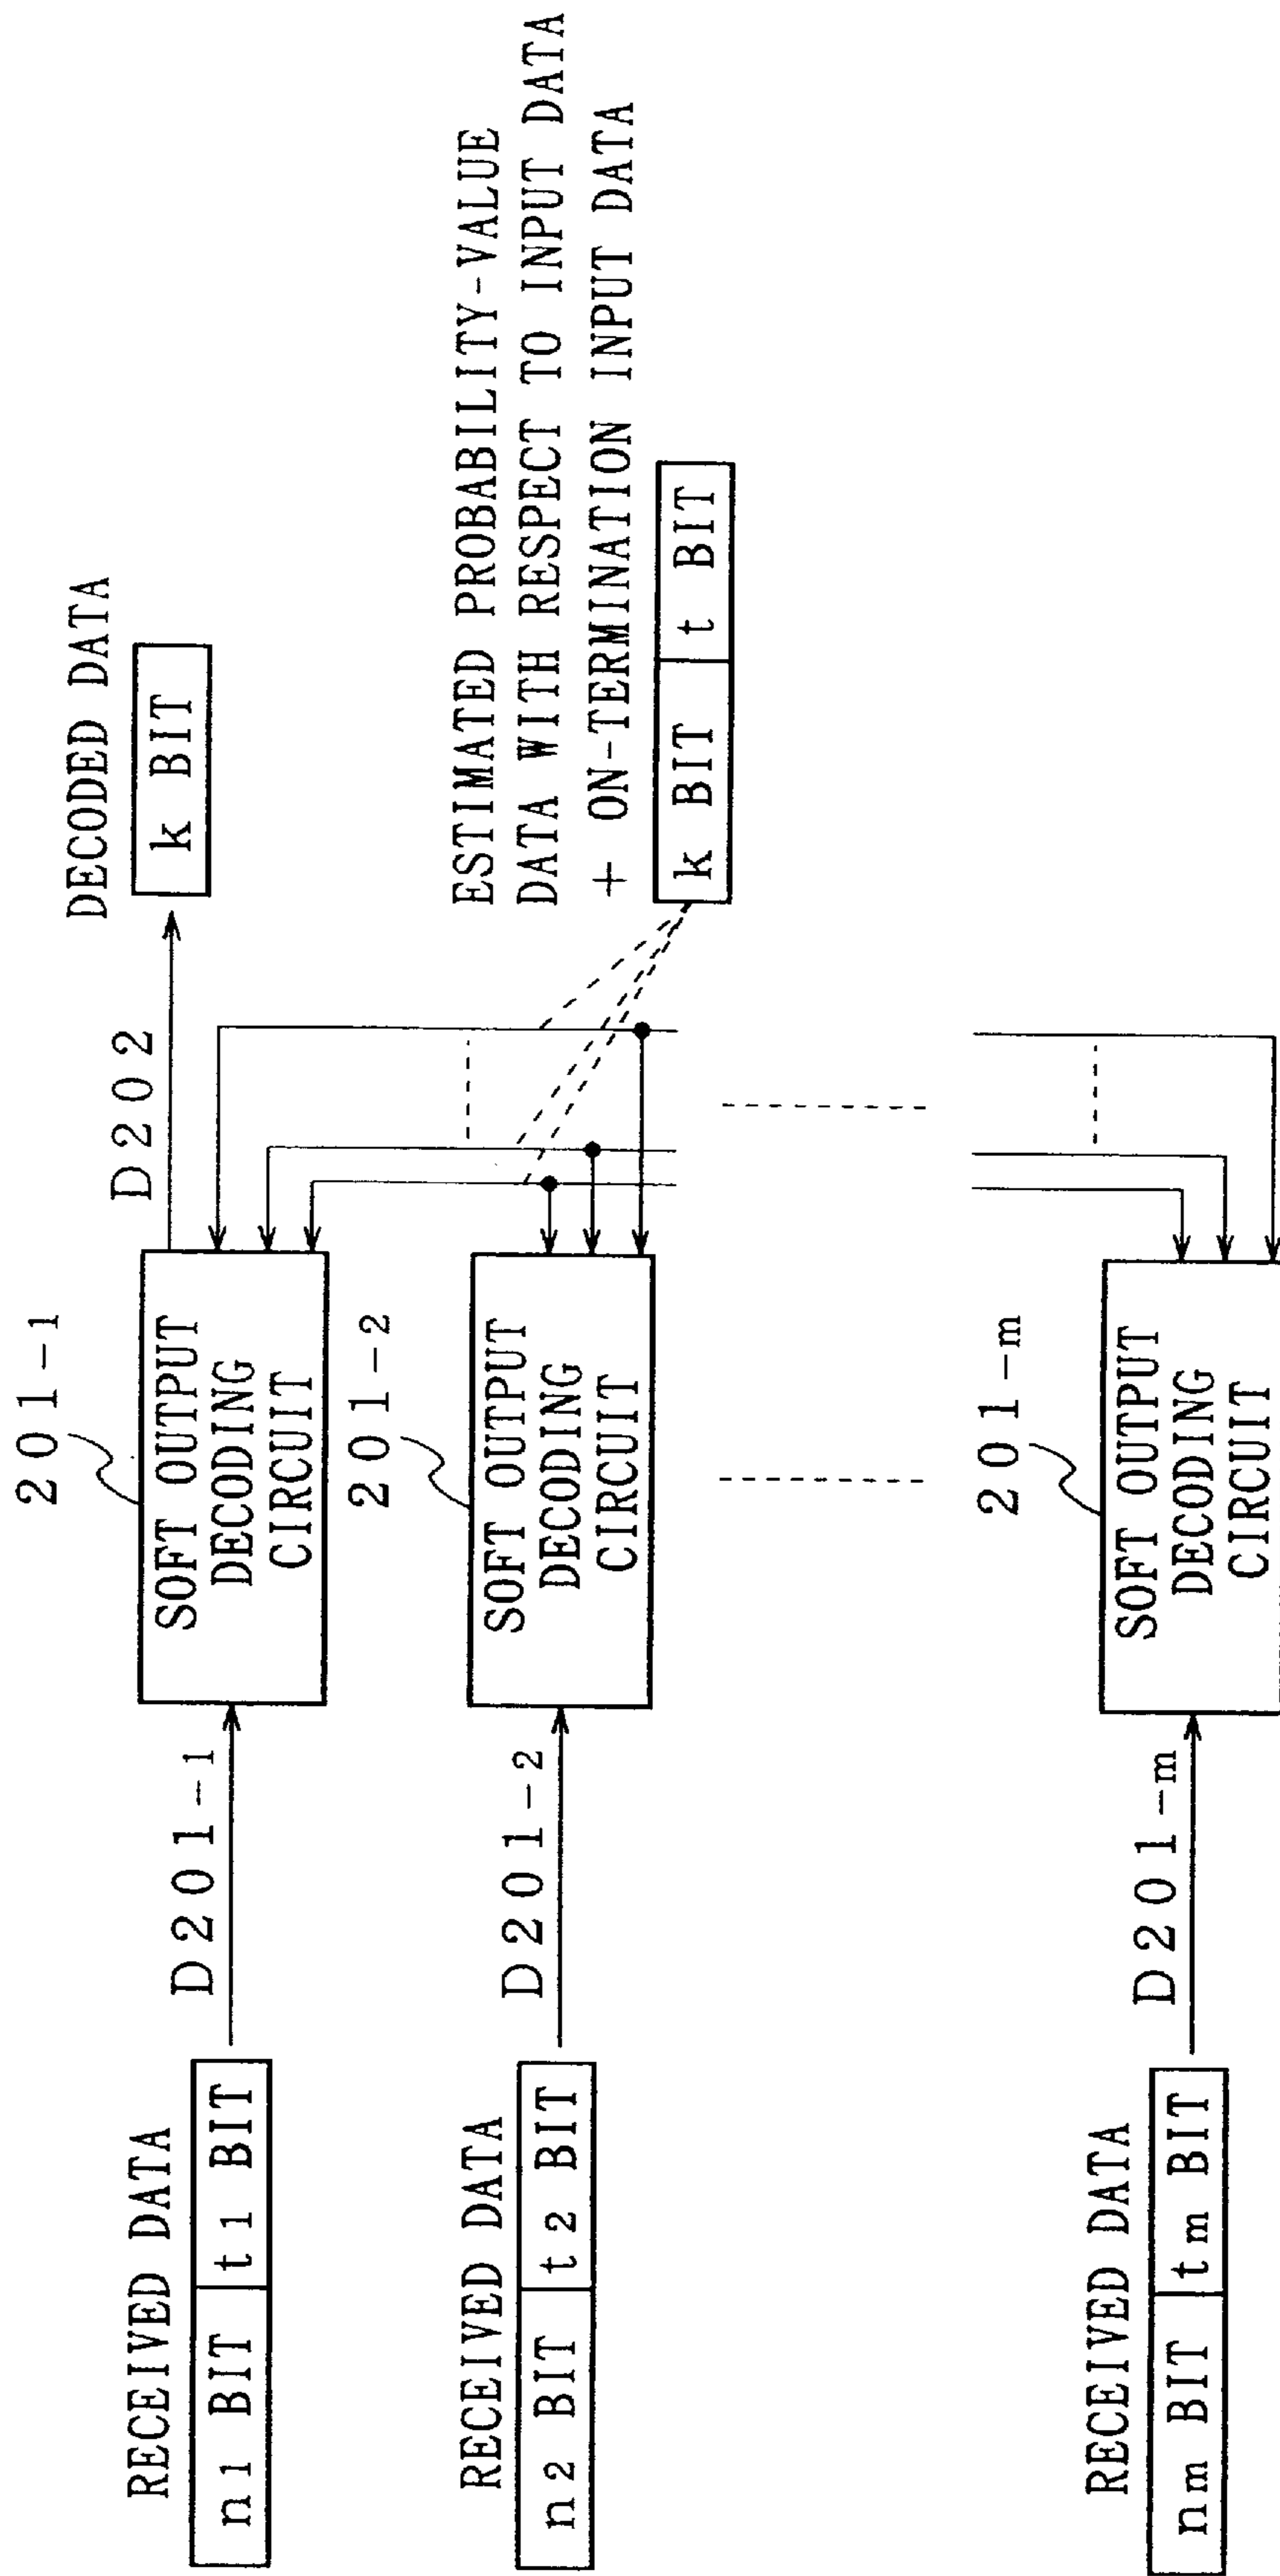 RECEIVED DATA
n1 BIT t1 BIT
D201-1
201-1
SOFT OUTPUT
DECODING
CIRCUIT
D202
DECODED DATA
k BIT
RECEIVED DATA
n2 BIT t2 BIT
D201-2
201-2
SOFT OUTPUT
DECODING
CIRCUIT
ESTIMATED PROBABILITY-VALUE
DATA WITH RESPECT TO INPUT DATA
+ ON-TERMINATION INPUT DATA
k BIT t BIT
RECEIVED DATA
nm BIT tm BIT
D201-m
201-m
SOFT OUTPUT
DECODING
CIRCUIT